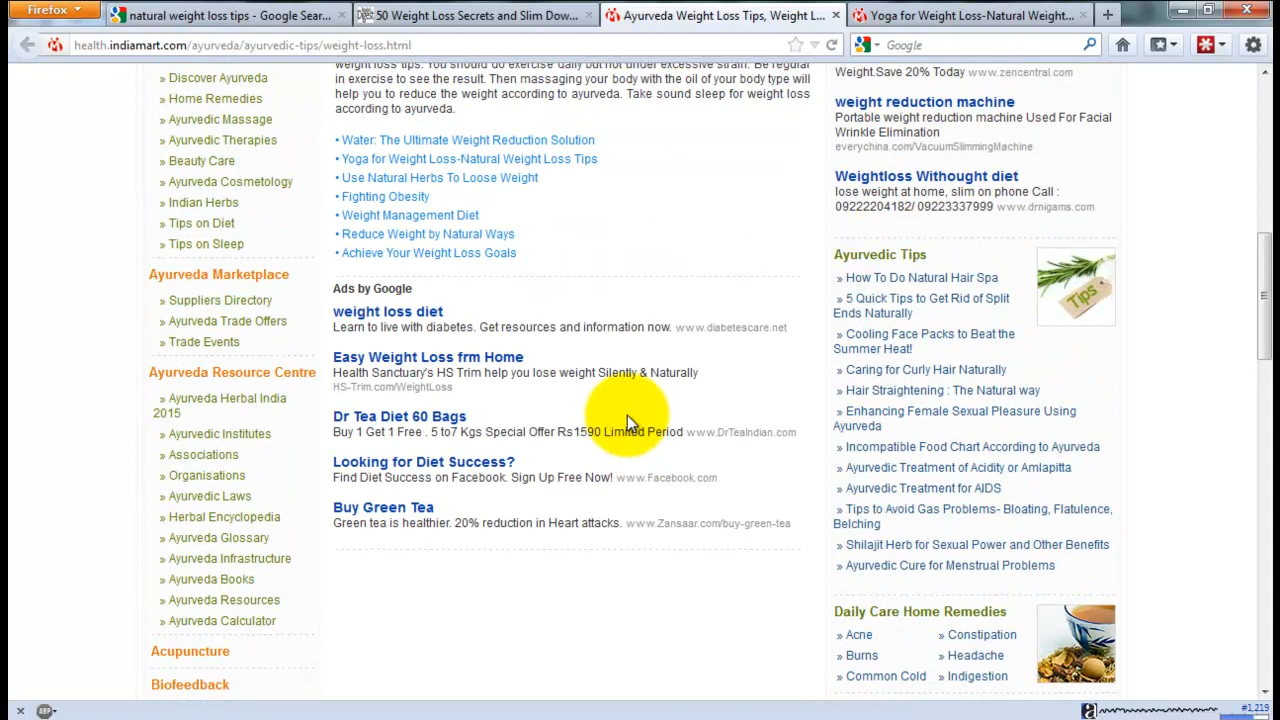 Firefox
natural weight loss tips - Google Sear...
50 Weight Loss Secrets and Slim Dow...
Ayurveda Weight Loss Tips, Weight L...
Yoga for Weight Loss-Natural Weight...
health.indiamart.com/ayurveda/ayurvedic-tips/weight-loss.html
Google
» Discover Ayurveda
» Home Remedies
» Ayurvedic Massage
» Ayurvedic Therapies
» Beauty Care
» Ayurveda Cosmetology
» Indian Herbs
» Tips on Diet
» Tips on Sleep
Ayurveda Marketplace
» Suppliers Directory
» Ayurveda Trade Offers
» Trade Events
Ayurveda Resource Centre
» Ayurveda Herbal India
2015
» Ayurvedic Institutes
» Associations
» Organisations
» Ayurvedic Laws
» Herbal Encyclopedia
» Ayurveda Glossary
» Ayurveda Infrastructure
» Ayurveda Books
» Ayurveda Resources
» Ayurveda Calculator
Acupuncture
Biofeedback
weight loss tips. You should do exercise daily but not under excessive strain. Be regular
in exercise to see the result. Then massaging your body with the oil of your body type will
help you to reduce the weight according to ayurveda. Take sound sleep for weight loss
according to ayurveda.
• Water: The Ultimate Weight Reduction Solution
• Yoga for Weight Loss-Natural Weight Loss Tips
• Use Natural Herbs To Loose Weight
• Fighting Obesity
• Weight Management Diet
• Reduce Weight by Natural Ways
• Achieve Your Weight Loss Goals
Ads by Google
weight loss diet
Learn to live with diabetes. Get resources and information now. www.diabetescare.net
Easy Weight Loss frm Home
Health Sanctuary's HS Trim help you lose weight Silently & Naturally
HS-Trim.com/WeightLoss
Dr Tea Diet 60 Bags
Buy 1 Get 1 Free . 5 to7 Kgs Special Offer Rs1590 Limited Period www.DrTeaIndian.com
Looking for Diet Success?
Find Diet Success on Facebook. Sign Up Free Now! www.Facebook.com
Buy Green Tea
Green tea is healthier. 20% reduction in Heart attacks. www.Zansaar.com/buy-green-tea
Weight.Save 20% Today www.zencentral.com
weight reduction machine
Portable weight reduction machine Used For Facial
Wrinkle Elimination
everychina.com/VacuumSlimmingMachine
Weightloss Withought diet
lose weight at home, slim on phone Call :
09222204182/ 09223337999 www.drnigams.com
Ayurvedic Tips
» How To Do Natural Hair Spa
» 5 Quick Tips to Get Rid of Split
Ends Naturally
» Cooling Face Packs to Beat the
Summer Heat!
» Caring for Curly Hair Naturally
» Hair Straightening : The Natural way
» Enhancing Female Sexual Pleasure Using
Ayurveda
» Incompatible Food Chart According to Ayurveda
» Ayurvedic Treatment of Acidity or Amlapitta
» Ayurvedic Treatment for AIDS
» Tips to Avoid Gas Problems- Bloating, Flatulence,
Belching
» Shilajit Herb for Sexual Power and Other Benefits
» Ayurvedic Cure for Menstrual Problems
Tips
Daily Care Home Remedies
» Acne » Constipation
» Burns » Headache
» Common Cold » Indigestion
ABP
a
#1,219